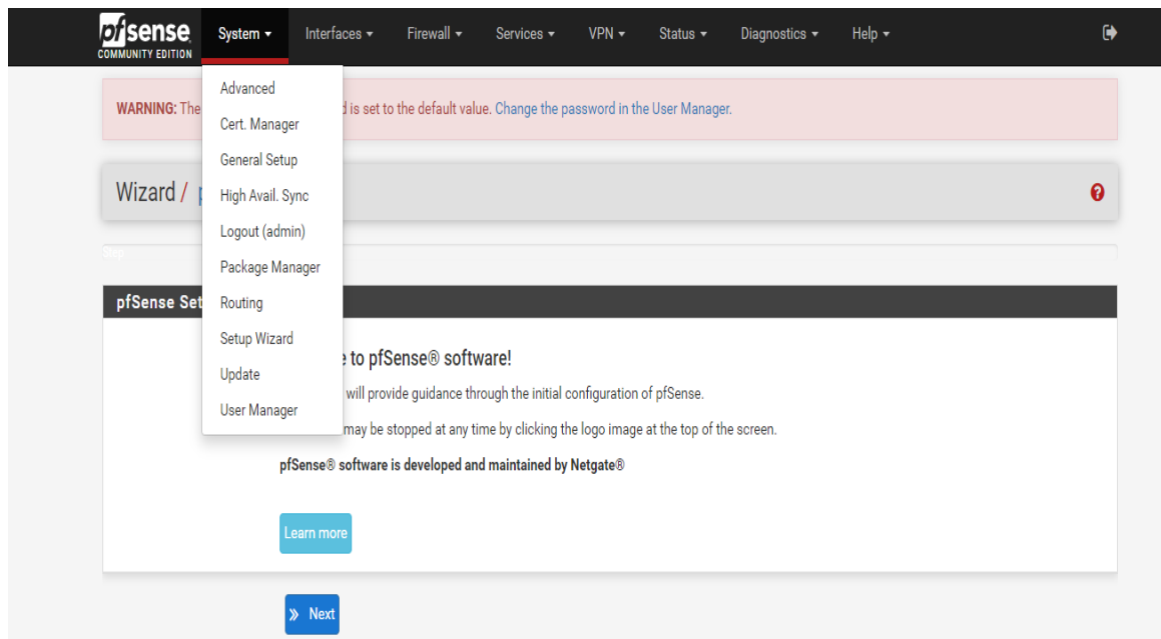 pfsense System Interfaces Firewall Services VPN Status Diagnostics Help
COMMUNITY EDITION
Advanced
Cert. Manager
General Setup
High Avail. Sync
Logout (admin)
Package Manager
Routing
Setup Wizard
Update
User Manager
WARNING: The d is set to the default value. Change the password in the User Manager.
Wizard / p
Step
pfSense Set
e to pfSense® software!
will provide guidance through the initial configuration of pfSense.
may be stopped at any time by clicking the logo image at the top of the screen.
pfSense® software is developed and maintained by Netgate®
Learn more
Next